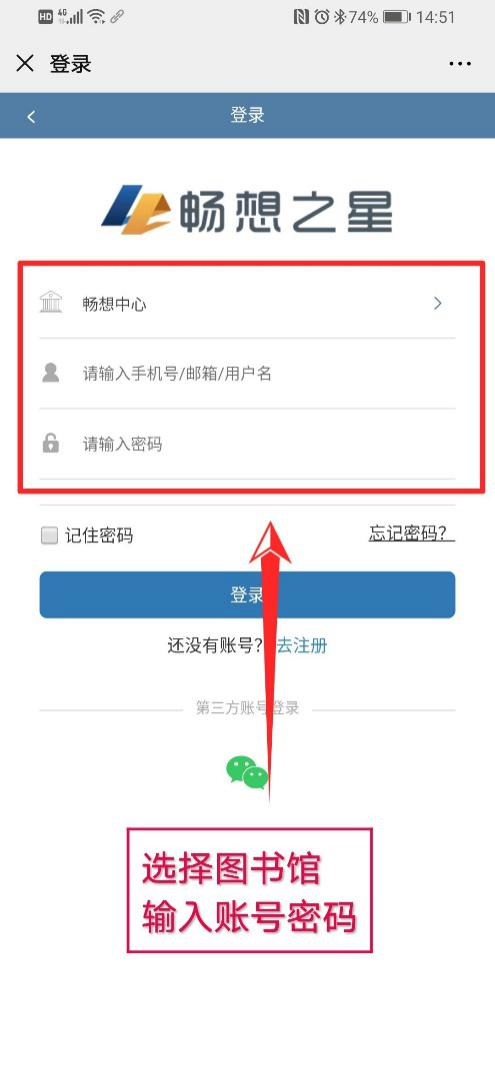 HD 4G 74% 14:51
登录
登录
畅想之星
畅想中心
请输入手机号/邮箱/用户名
请输入密码
记住密码 忘记密码?
登录
还没有账号? 去注册
第三方账号登录
选择图书馆
输入账号密码